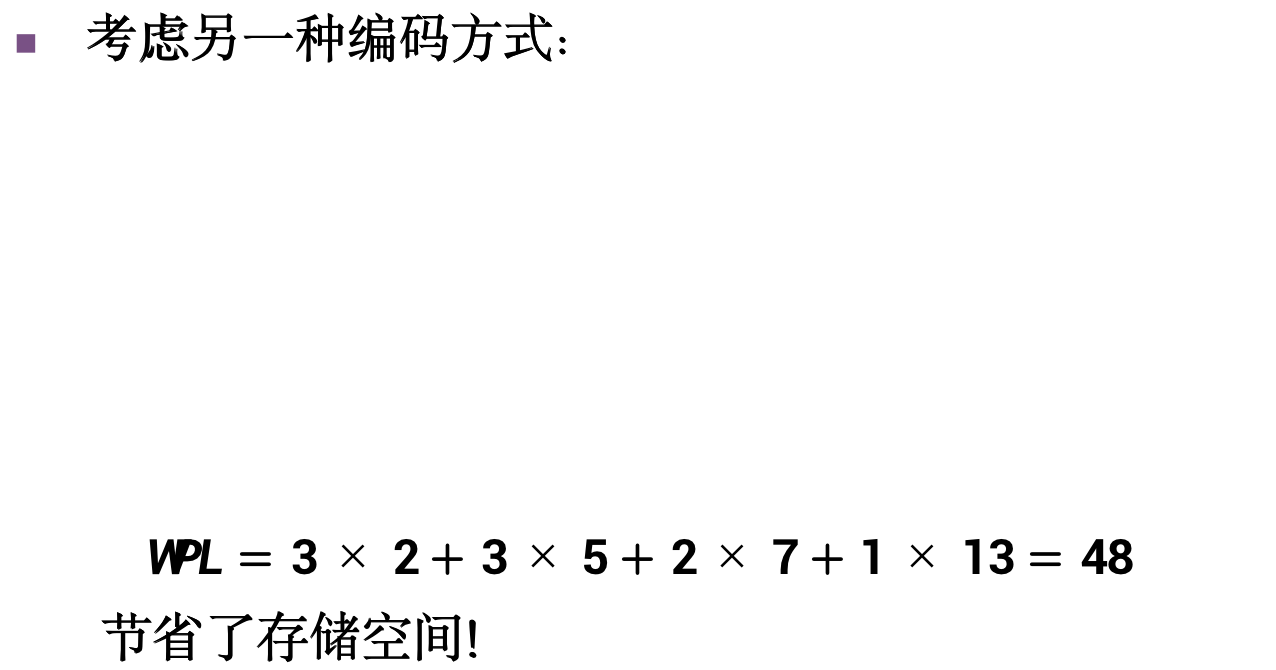 考虑另一种编码方式：
WPL = 3 × 2 + 3 × 5 + 2 × 7 + 1 × 13 = 48
节省了存储空间！